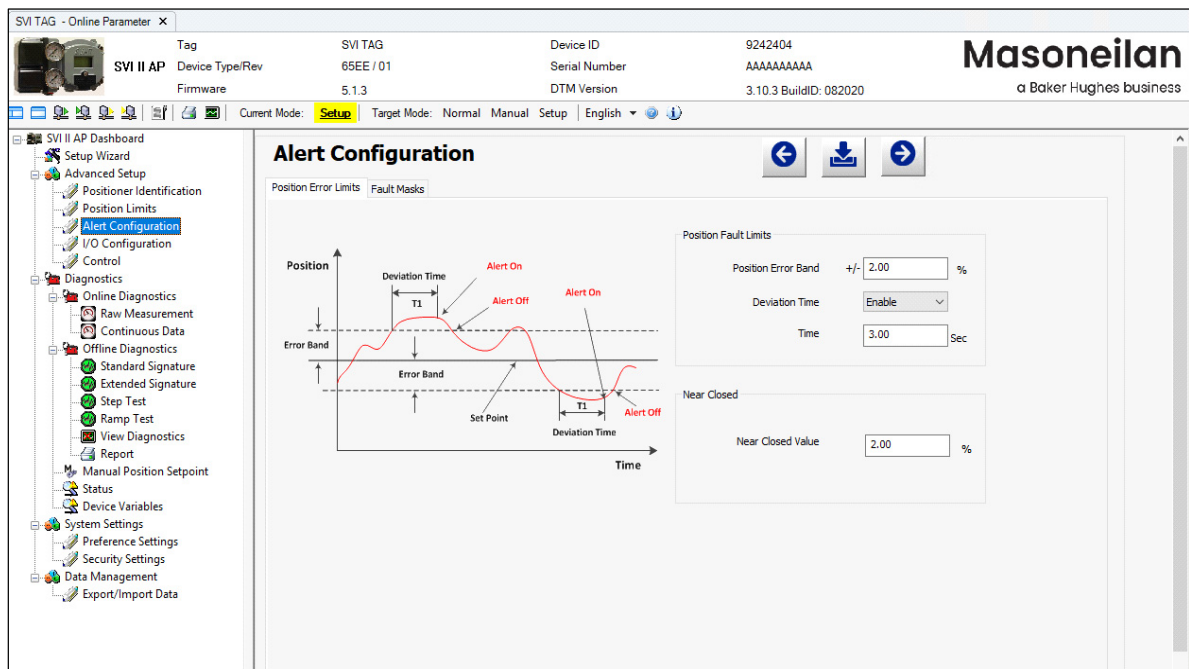 SVI TAG - Online Parameter ×
SVI II AP
Tag SVI TAG Device ID 9242404
Device Type/Rev 65EE / 01 Serial Number AAAAAAAAAA
Firmware 5.1.3 DTM Version 3.10.3 BuildID: 082020
Masoneilan
a Baker Hughes business
Current Mode: Setup Target Mode: Normal Manual Setup English
SVI II AP Dashboard
Setup Wizard
Advanced Setup
Positioner Identification
Position Limits
Alert Configuration
I/O Configuration
Control
Diagnostics
Online Diagnostics
Raw Measurement
Continuous Data
Offline Diagnostics
Standard Signature
Extended Signature
Step Test
Ramp Test
View Diagnostics
Report
Manual Position Setpoint
Status
Device Variables
System Settings
Preference Settings
Security Settings
Data Management
Export/Import Data
Alert Configuration
Position Error Limits Fault Masks
Position
Deviation Time
T1
Alert On
Alert Off
Alert On
Error Band
Error Band
Set Point
T1
Alert Off
Deviation Time
Time
Position Fault Limits
Position Error Band +/- 2.00 %
Deviation Time Enable
Time 3.00 Sec
Near Closed
Near Closed Value 2.00 %